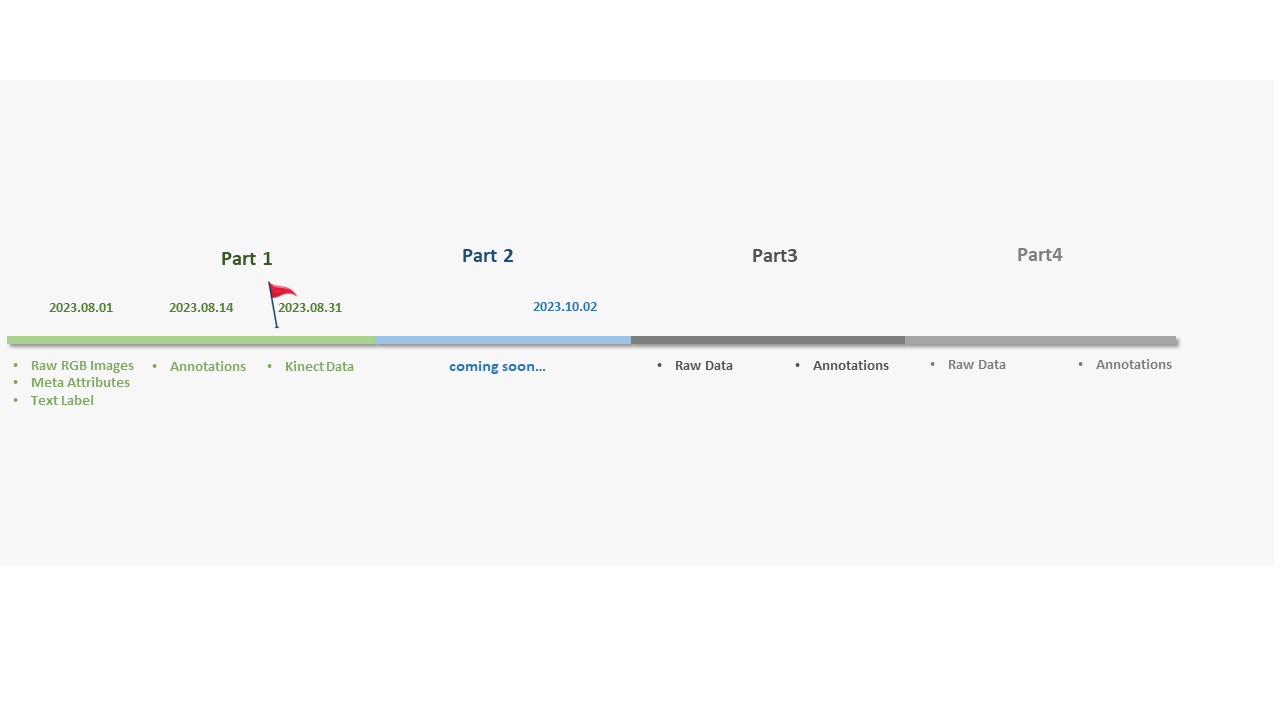 Part 1
Part 2
Part3
Part4
2023.08.01
2023.08.14
2023.08.31
2023.10.02
• Raw RGB Images
• Meta Attributes
• Text Label
• Annotations
• Kinect Data
coming soon...
• Raw Data
• Annotations
• Raw Data
• Annotations